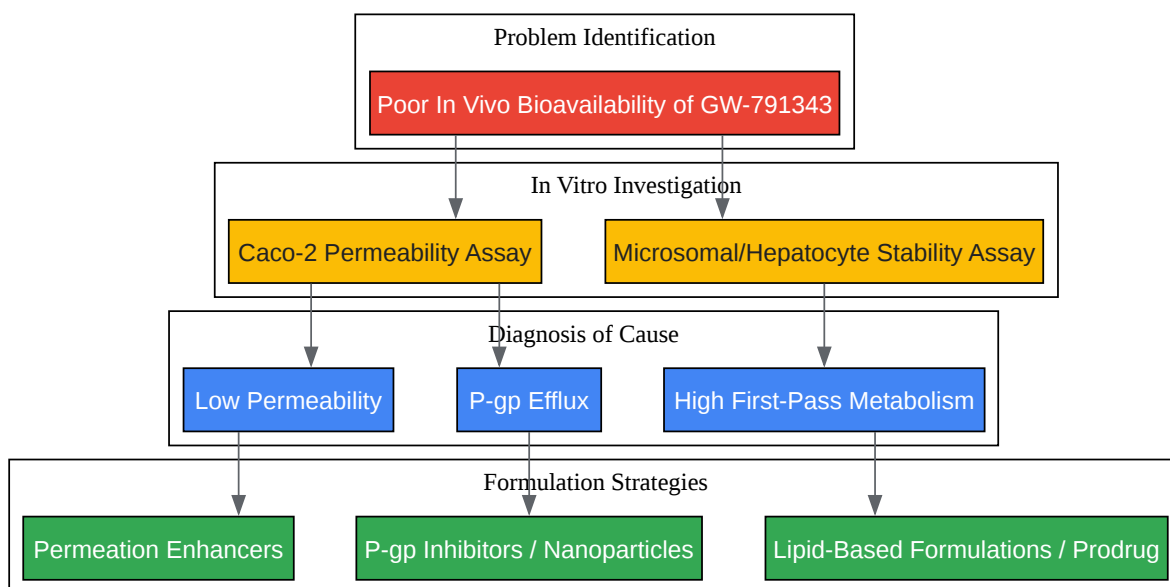 Problem Identification
Poor In Vivo Bioavailability of GW-791343
In Vitro Investigation
Caco-2 Permeability Assay
Microsomal/Hepatocyte Stability Assay
Diagnosis of Cause
Low Permeability
P-gp Efflux
High First-Pass Metabolism
Formulation Strategies
Permeation Enhancers
P-gp Inhibitors / Nanoparticles
Lipid-Based Formulations / Prodrug